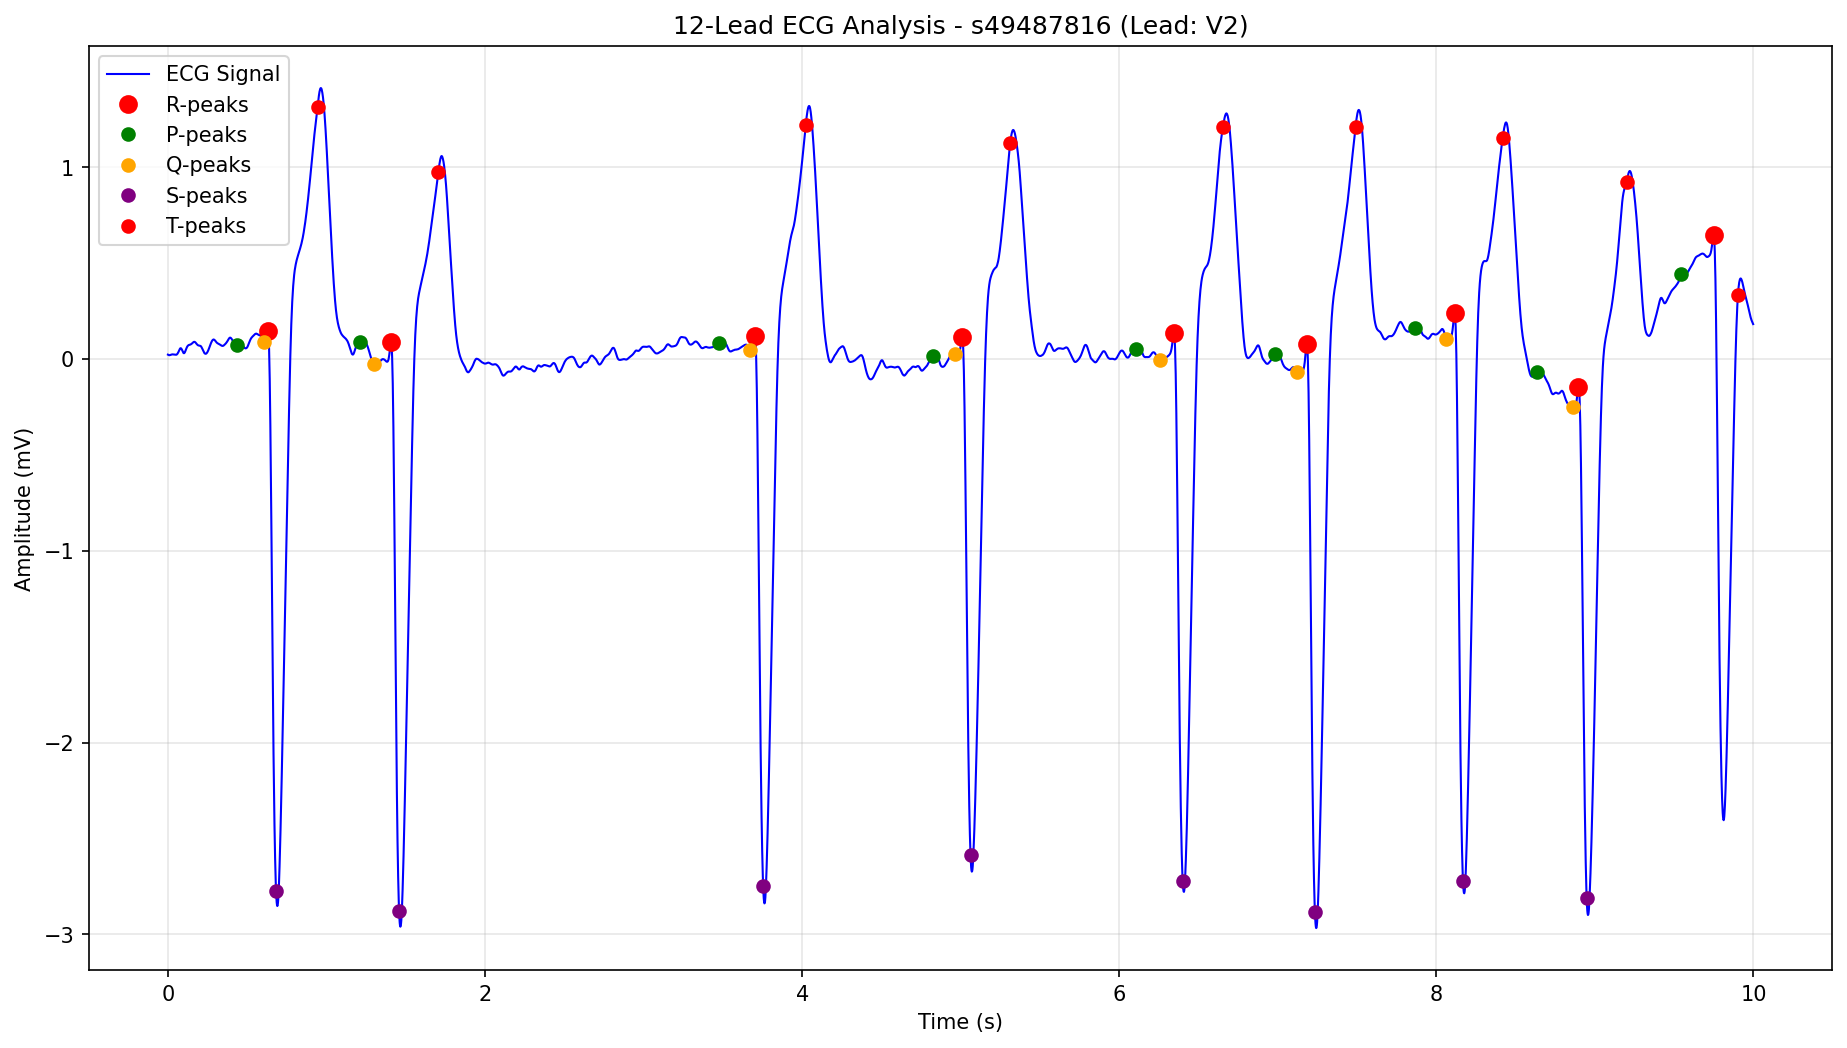 12-Lead ECG Analysis - s49487816 (Lead: V2)
ECG Signal
R-peaks
P-peaks
Q-peaks
S-peaks
T-peaks
Amplitude (mV)
1
0
−1
−2
−3
0 2 4 6 8 10
Time (s)